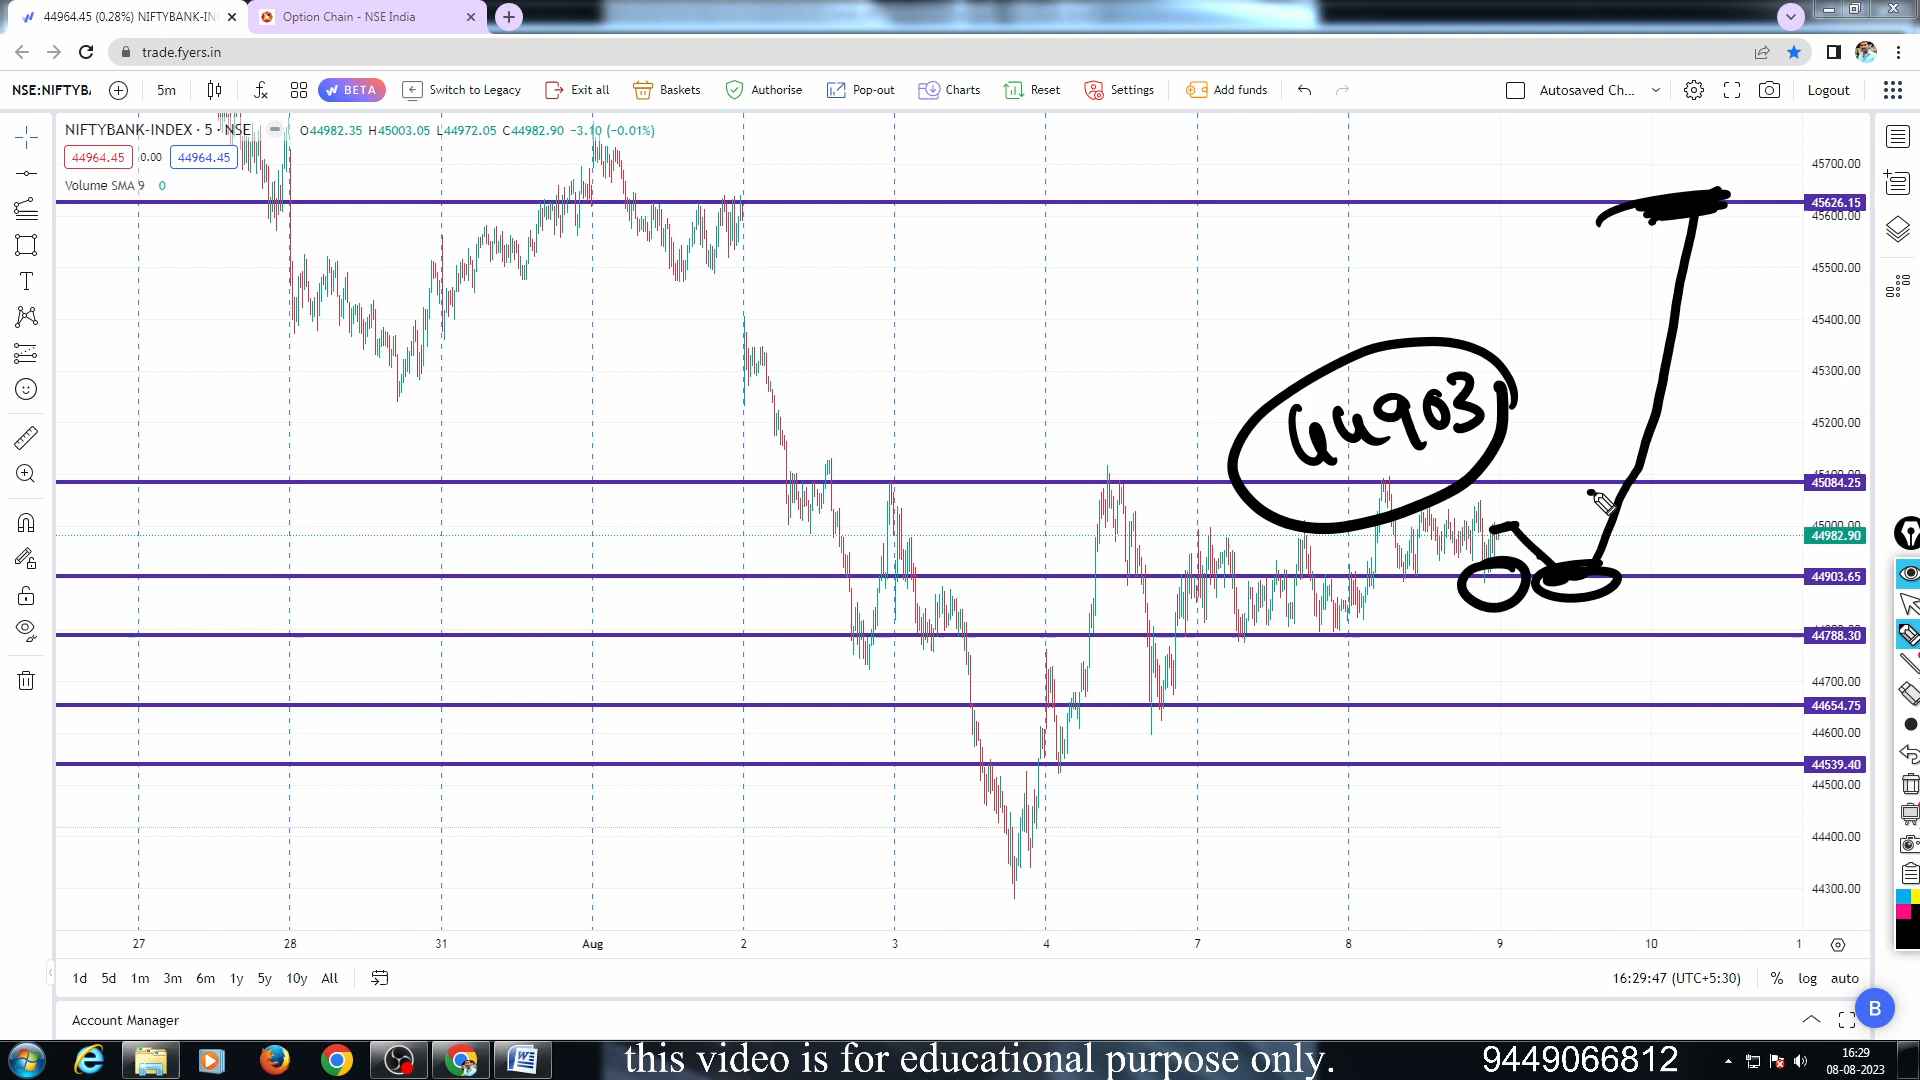 44964.45 (0.28%) NIFTYBANK-IN
Option Chain - NSE India
trade.fyers.in
NSE:NIFTYB
5m
BETA
Switch to Legacy
Exit all
Baskets
Authorise
Pop-out
Charts
Reset
Settings
Add funds
Autosaved Ch...
Logout
NIFTYBANK-INDEX · 5 · NSE
O44982.35 H45003.05 L44972.05 C44982.90 −3.10 (−0.01%)
44964.45 0.00 44964.45
Volume SMA 9 0
45700.00
45626.15
45600.00
45500.00
45400.00
45300.00
44903
45200.00
45084.25
44982.90
44903.65
44788.30
44700.00
44654.75
44600.00
44539.40
44500.00
44400.00
44300.00
27 28 31 Aug 2 3 4 7 8 9 10 1
1d 5d 1m 3m 6m 1y 5y 10y All
16:29:47 (UTC+5:30) % log auto
B
Account Manager
this video is for educational purpose only.
9449066812
16:29
08-08-2023